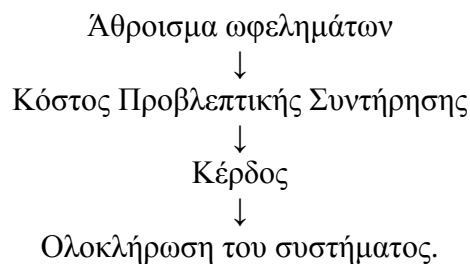 Άθροισμα ωφελημάτων
↓
Κόστος Προβλεπτικής Συντήρησης
↓
Κέρδος
↓
Ολοκλήρωση του συστήματος.